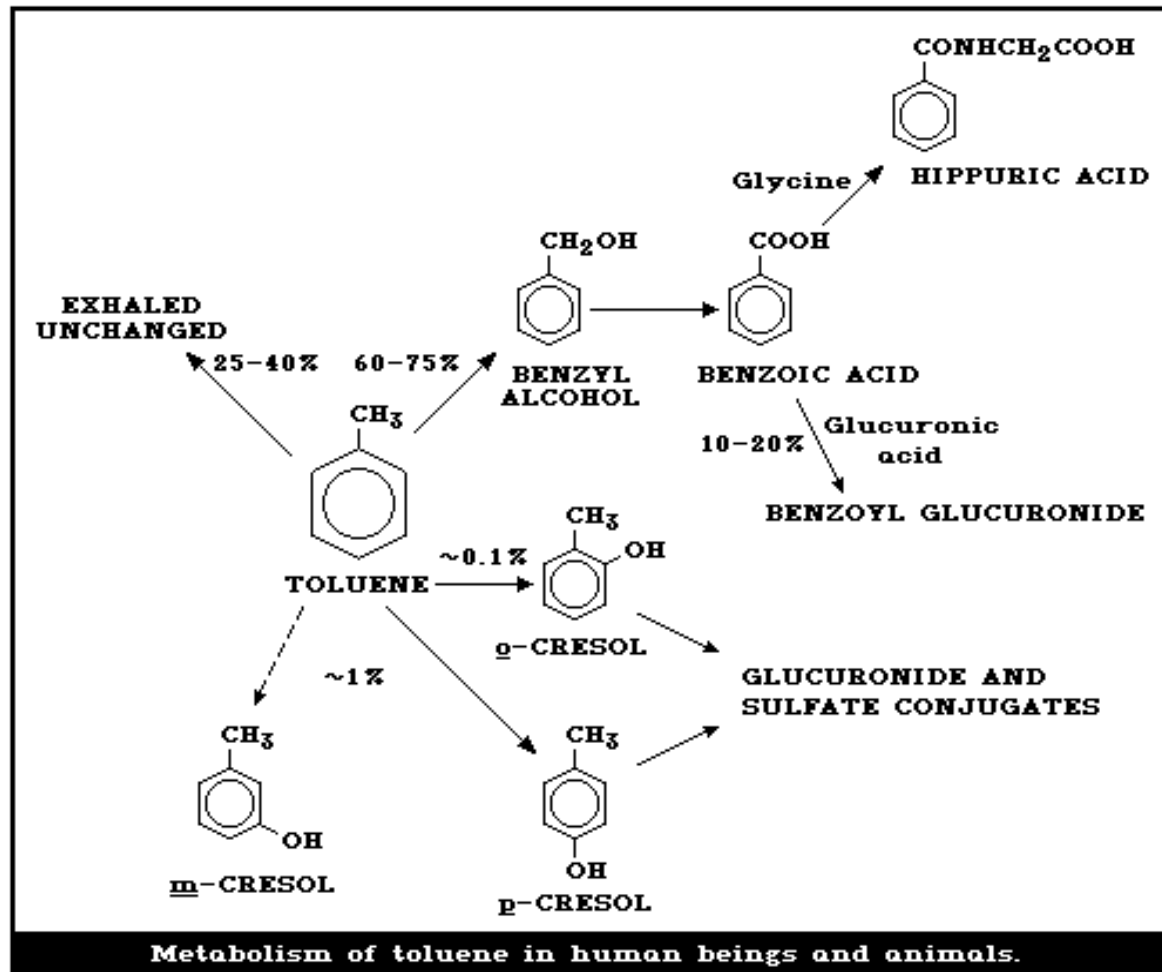 CONHCH₂COOH
Glycine
HIPPURIC ACID
CH₂OH
COOH
EXHALED
UNCHANGED
25-40%
60-75%
BENZYL
ALCOHOL
BENZOIC ACID
CH₃
10-20%
Glucuronic
acid
BENZOYL GLUCURONIDE
CH₃
OH
~0.1%
TOLUENE
o-CRESOL
~1%
GLUCURONIDE AND
SULFATE CONJUGATES
CH₃
CH₃
OH
OH
m-CRESOL
p-CRESOL
Metabolism of toluene in human beings and animals.